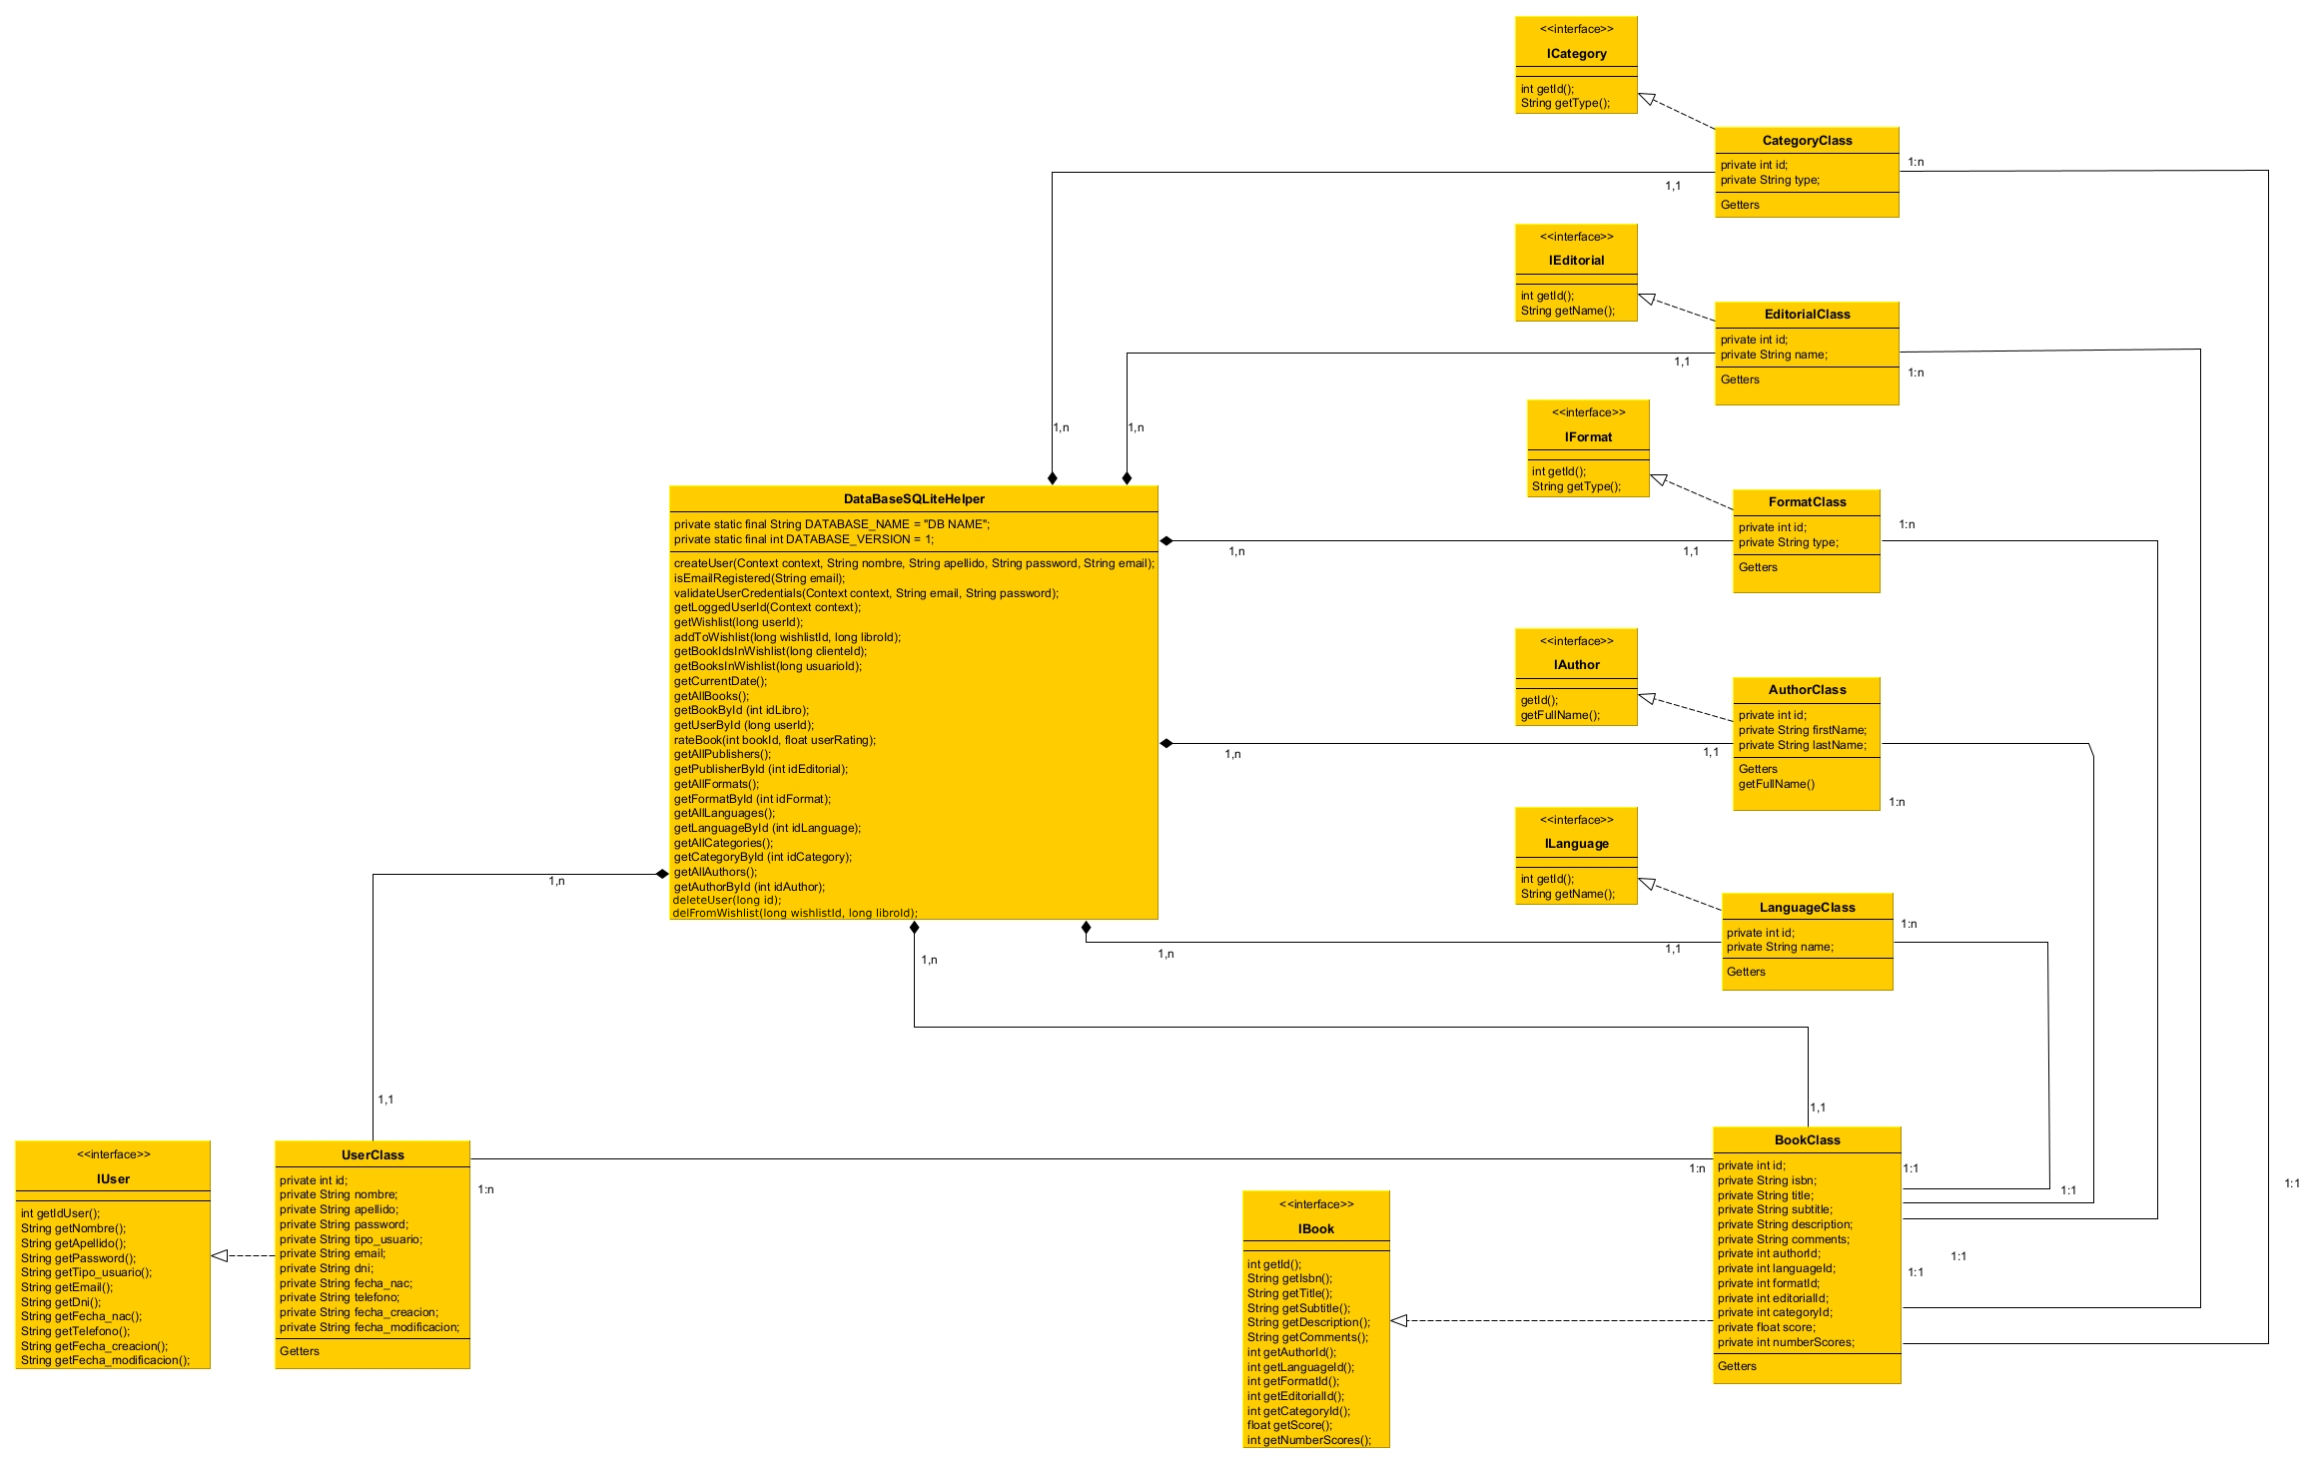 <<interface>>
ICategory
int getId();
String getType();
CategoryClass
private int id;
private String type;
Getters
1:n
1,1
<<interface>>
IEditorial
int getId();
String getName();
EditorialClass
private int id;
private String name;
Getters
1,1
1:n
<<interface>>
IFormat
int getId();
String getType();
1,n
1,n
FormatClass
private int id;
private String type;
Getters
1:n
1,n
1,1
DataBaseSQLiteHelper
private static final String DATABASE_NAME = "DB NAME";
private static final int DATABASE_VERSION = 1;
createUser(Context context, String nombre, String apellido, String password, String email);
isEmailRegistered(String email);
validateUserCredentials(Context context, String email, String password);
getLoggedUserId(Context context);
getWishlist(long userId);
addToWishlist(long wishlistId, long libroId);
getBookIdsInWishlist(long clienteId);
getBooksInWishlist(long usuarioId);
getCurrentDate();
getAllBooks();
getBookById (int idLibro);
getUserById (long userId);
rateBook(int bookId, float userRating);
getAllPublishers();
getPublisherById (int idEditorial);
getAllFormats();
getFormatById (int idFormat);
getAllLanguages();
getLanguageById (int idLanguage);
getAllCategories();
getCategoryById (int idCategory);
getAllAuthors();
getAuthorById (int idAuthor);
deleteUser(long id);
delFromWishlist(long wishlistId, long libroId);
<<interface>>
IAuthor
getId();
getFullName();
AuthorClass
private int id;
private String firstName;
private String lastName;
Getters
getFullName()
1,n
1,1
1:n
<<interface>>
ILanguage
int getId();
String getName();
LanguageClass
private int id;
private String name;
Getters
1:n
1,n
1,1
1,n
1,n
1,1
1,1
<<interface>>
IUser
int getIdUser();
String getNombre();
String getApellido();
String getPassword();
String getTipo_usuario();
String getEmail();
String getDni();
String getFecha_nac();
String getTelefono();
String getFecha_creacion();
String getFecha_modificacion();
UserClass
private int id;
private String nombre;
private String apellido;
private String password;
private String tipo_usuario;
private String email;
private String dni;
private String fecha_nac;
private String telefono;
private String fecha_creacion;
private String fecha_modificacion;
Getters
1:n
1:n
<<interface>>
IBook
int getId();
String getIsbn();
String getTitle();
String getSubtitle();
String getDescription();
String getComments();
int getAuthorId();
int getLanguageId();
int getFormatId();
int getEditorialId();
int getCategoryId();
float getScore();
int getNumberScores();
BookClass
private int id;
private String isbn;
private String title;
private String subtitle;
private String description;
private String comments;
private int authorId;
private int languageId;
private int formatId;
private int editorialId;
private int categoryId;
private float score;
private int numberScores;
Getters
1:1
1:1
1:1
1:1
1:1